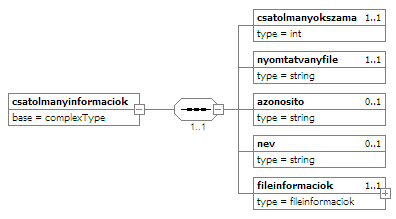 csatolmanyokszama 1..1
type = int
nyomtatvanyfile 1..1
type = string
csatolmanyinformaciok
base = complexType
1..1
azonosito 0..1
type = string
nev 0..1
type = string
fileinformaciok 1..1
type = fileinformaciok